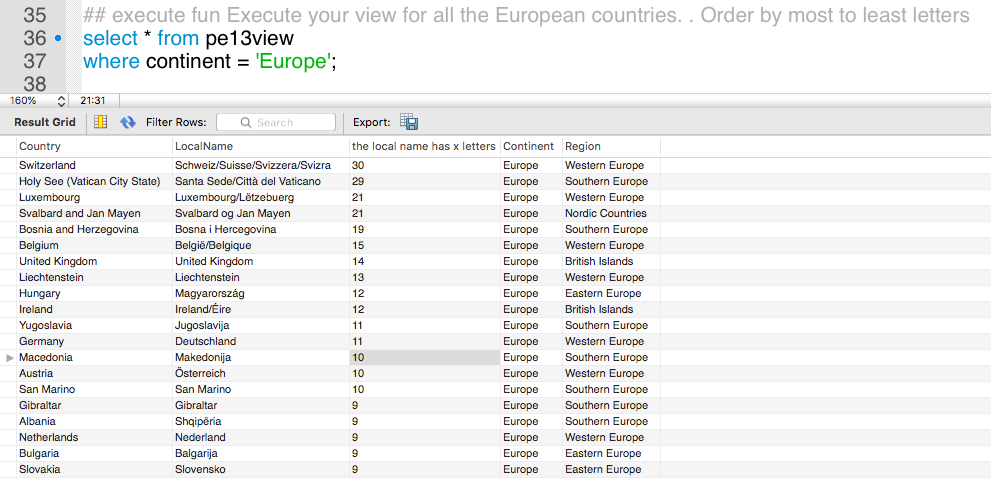 35 ## execute fun Execute your view for all the European countries. . Order by most to least letters
36 select * from pe13view
37 where continent = 'Europe';
38
160% 21:31
Result Grid Filter Rows: Search Export:
Country LocalName the local name has x letters Continent Region
Switzerland Schweiz/Suisse/Svizzera/Svizra 30 Europe Western Europe
Holy See (Vatican City State) Santa Sede/Città del Vaticano 29 Europe Southern Europe
Luxembourg Luxembourg/Lëtzebuerg 21 Europe Western Europe
Svalbard and Jan Mayen Svalbard og Jan Mayen 21 Europe Nordic Countries
Bosnia and Herzegovina Bosna i Hercegovina 19 Europe Southern Europe
Belgium België/Belgique 15 Europe Western Europe
United Kingdom United Kingdom 14 Europe British Islands
Liechtenstein Liechtenstein 13 Europe Western Europe
Hungary Magyarország 12 Europe Eastern Europe
Ireland Ireland/Éire 12 Europe British Islands
Yugoslavia Jugoslavija 11 Europe Southern Europe
Germany Deutschland 11 Europe Western Europe
Macedonia Makedonija 10 Europe Southern Europe
Austria Österreich 10 Europe Western Europe
San Marino San Marino 10 Europe Southern Europe
Gibraltar Gibraltar 9 Europe Southern Europe
Albania Shqipëria 9 Europe Southern Europe
Netherlands Nederland 9 Europe Western Europe
Bulgaria Balgarija 9 Europe Eastern Europe
Slovakia Slovensko 9 Europe Eastern Europe